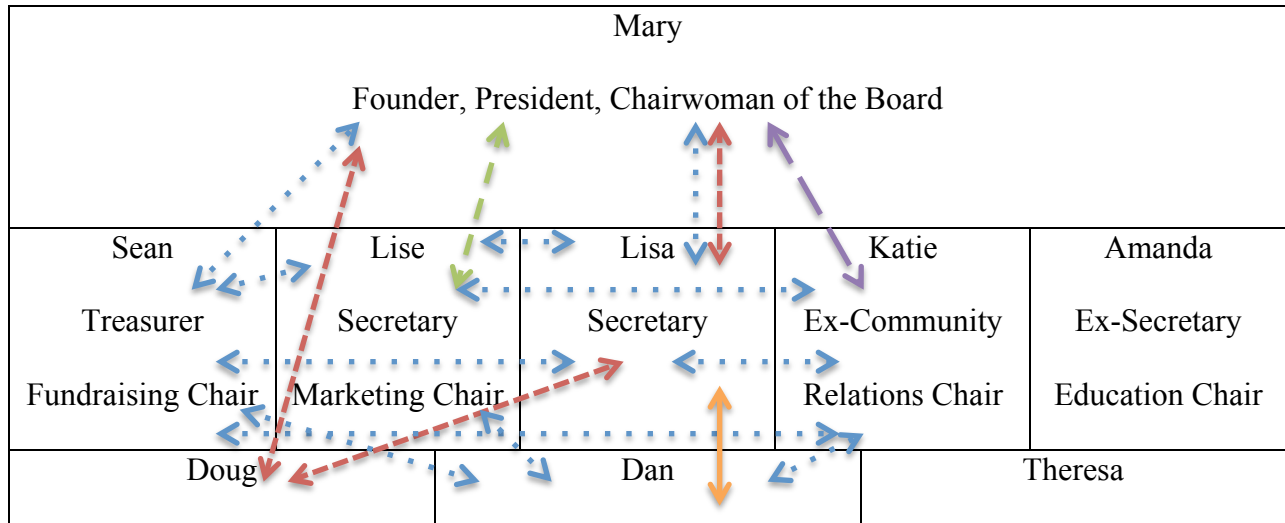 Mary
Founder, President, Chairwoman of the Board
Sean Lise Lisa Katie Amanda
Treasurer Secretary Secretary Ex-Community Ex-Secretary
Fundraising Chair Marketing Chair Relations Chair Education Chair
Doug Dan Theresa